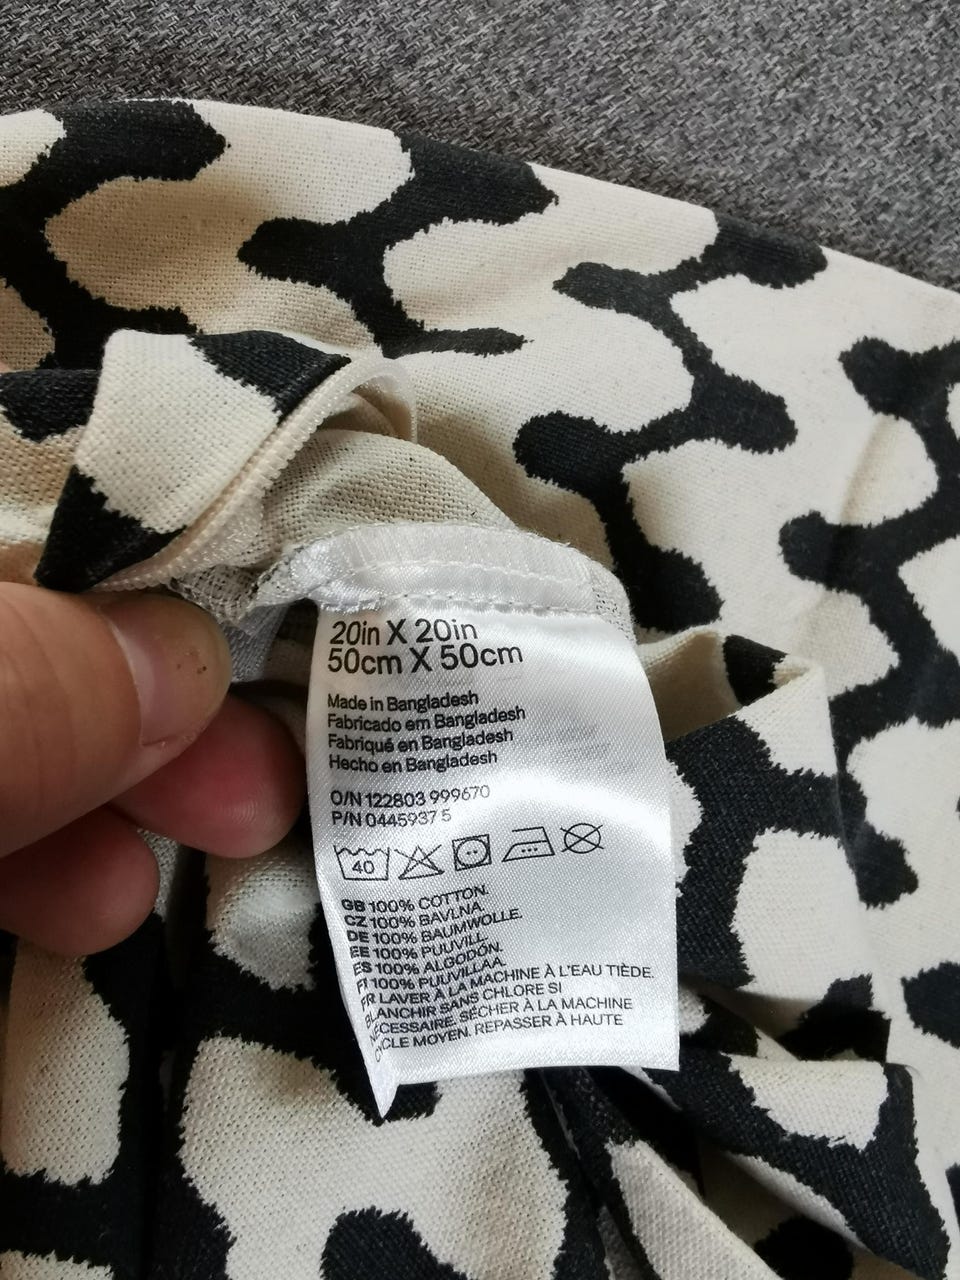 20in X 20in
50cm X 50cm
Made in Bangladesh
Fabricado em Bangladesh
Fabriqué en Bangladesh
Hecho en Bangladesh
O/N 122803 999670
P/N 0445937 5
40
GB 100% COTTON.
CZ 100% BAVLNA.
DE 100% BAUMWOLLE.
EE 100% PUUVILL.
ES 100% ALGODÓN.
FI 100% PUUVILLAA.
FR LAVER À LA MACHINE À L'EAU TIÈDE.
BLANCHIR SANS CHLORE SI
NÉCESSAIRE. SÉCHER À LA MACHINE
CYCLE MOYEN. REPASSER À HAUTE